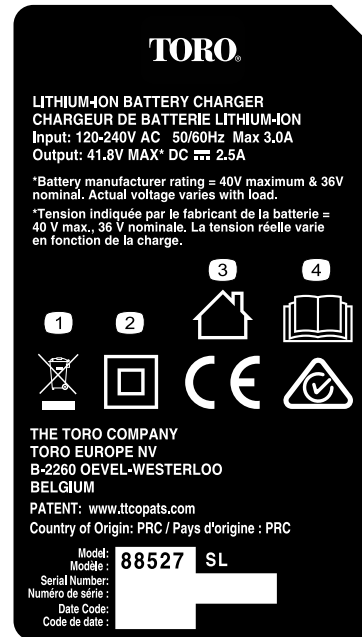 TORO®
LITHIUM-ION BATTERY CHARGER
CHARGEUR DE BATTERIE LITHIUM-ION
Input: 120-240V AC 50/60Hz Max 3.0A
Output: 41.8V MAX* DC ⎓ 2.5A
*Battery manufacturer rating = 40V maximum & 36V
nominal. Actual voltage varies with load.
*Tension indiquée par le fabricant de la batterie =
40 V max., 36 V nominale. La tension réelle varie
en fonction de la charge.
3 4
1 2
CE
THE TORO COMPANY
TORO EUROPE NV
B-2260 OEVEL-WESTERLOO
BELGIUM
PATENT: www.ttcopats.com
Country of Origin: PRC / Pays d'origine : PRC
Model:
Modèle : 88527 SL
Serial Number:
Numéro de série :
Date Code:
Code de date :